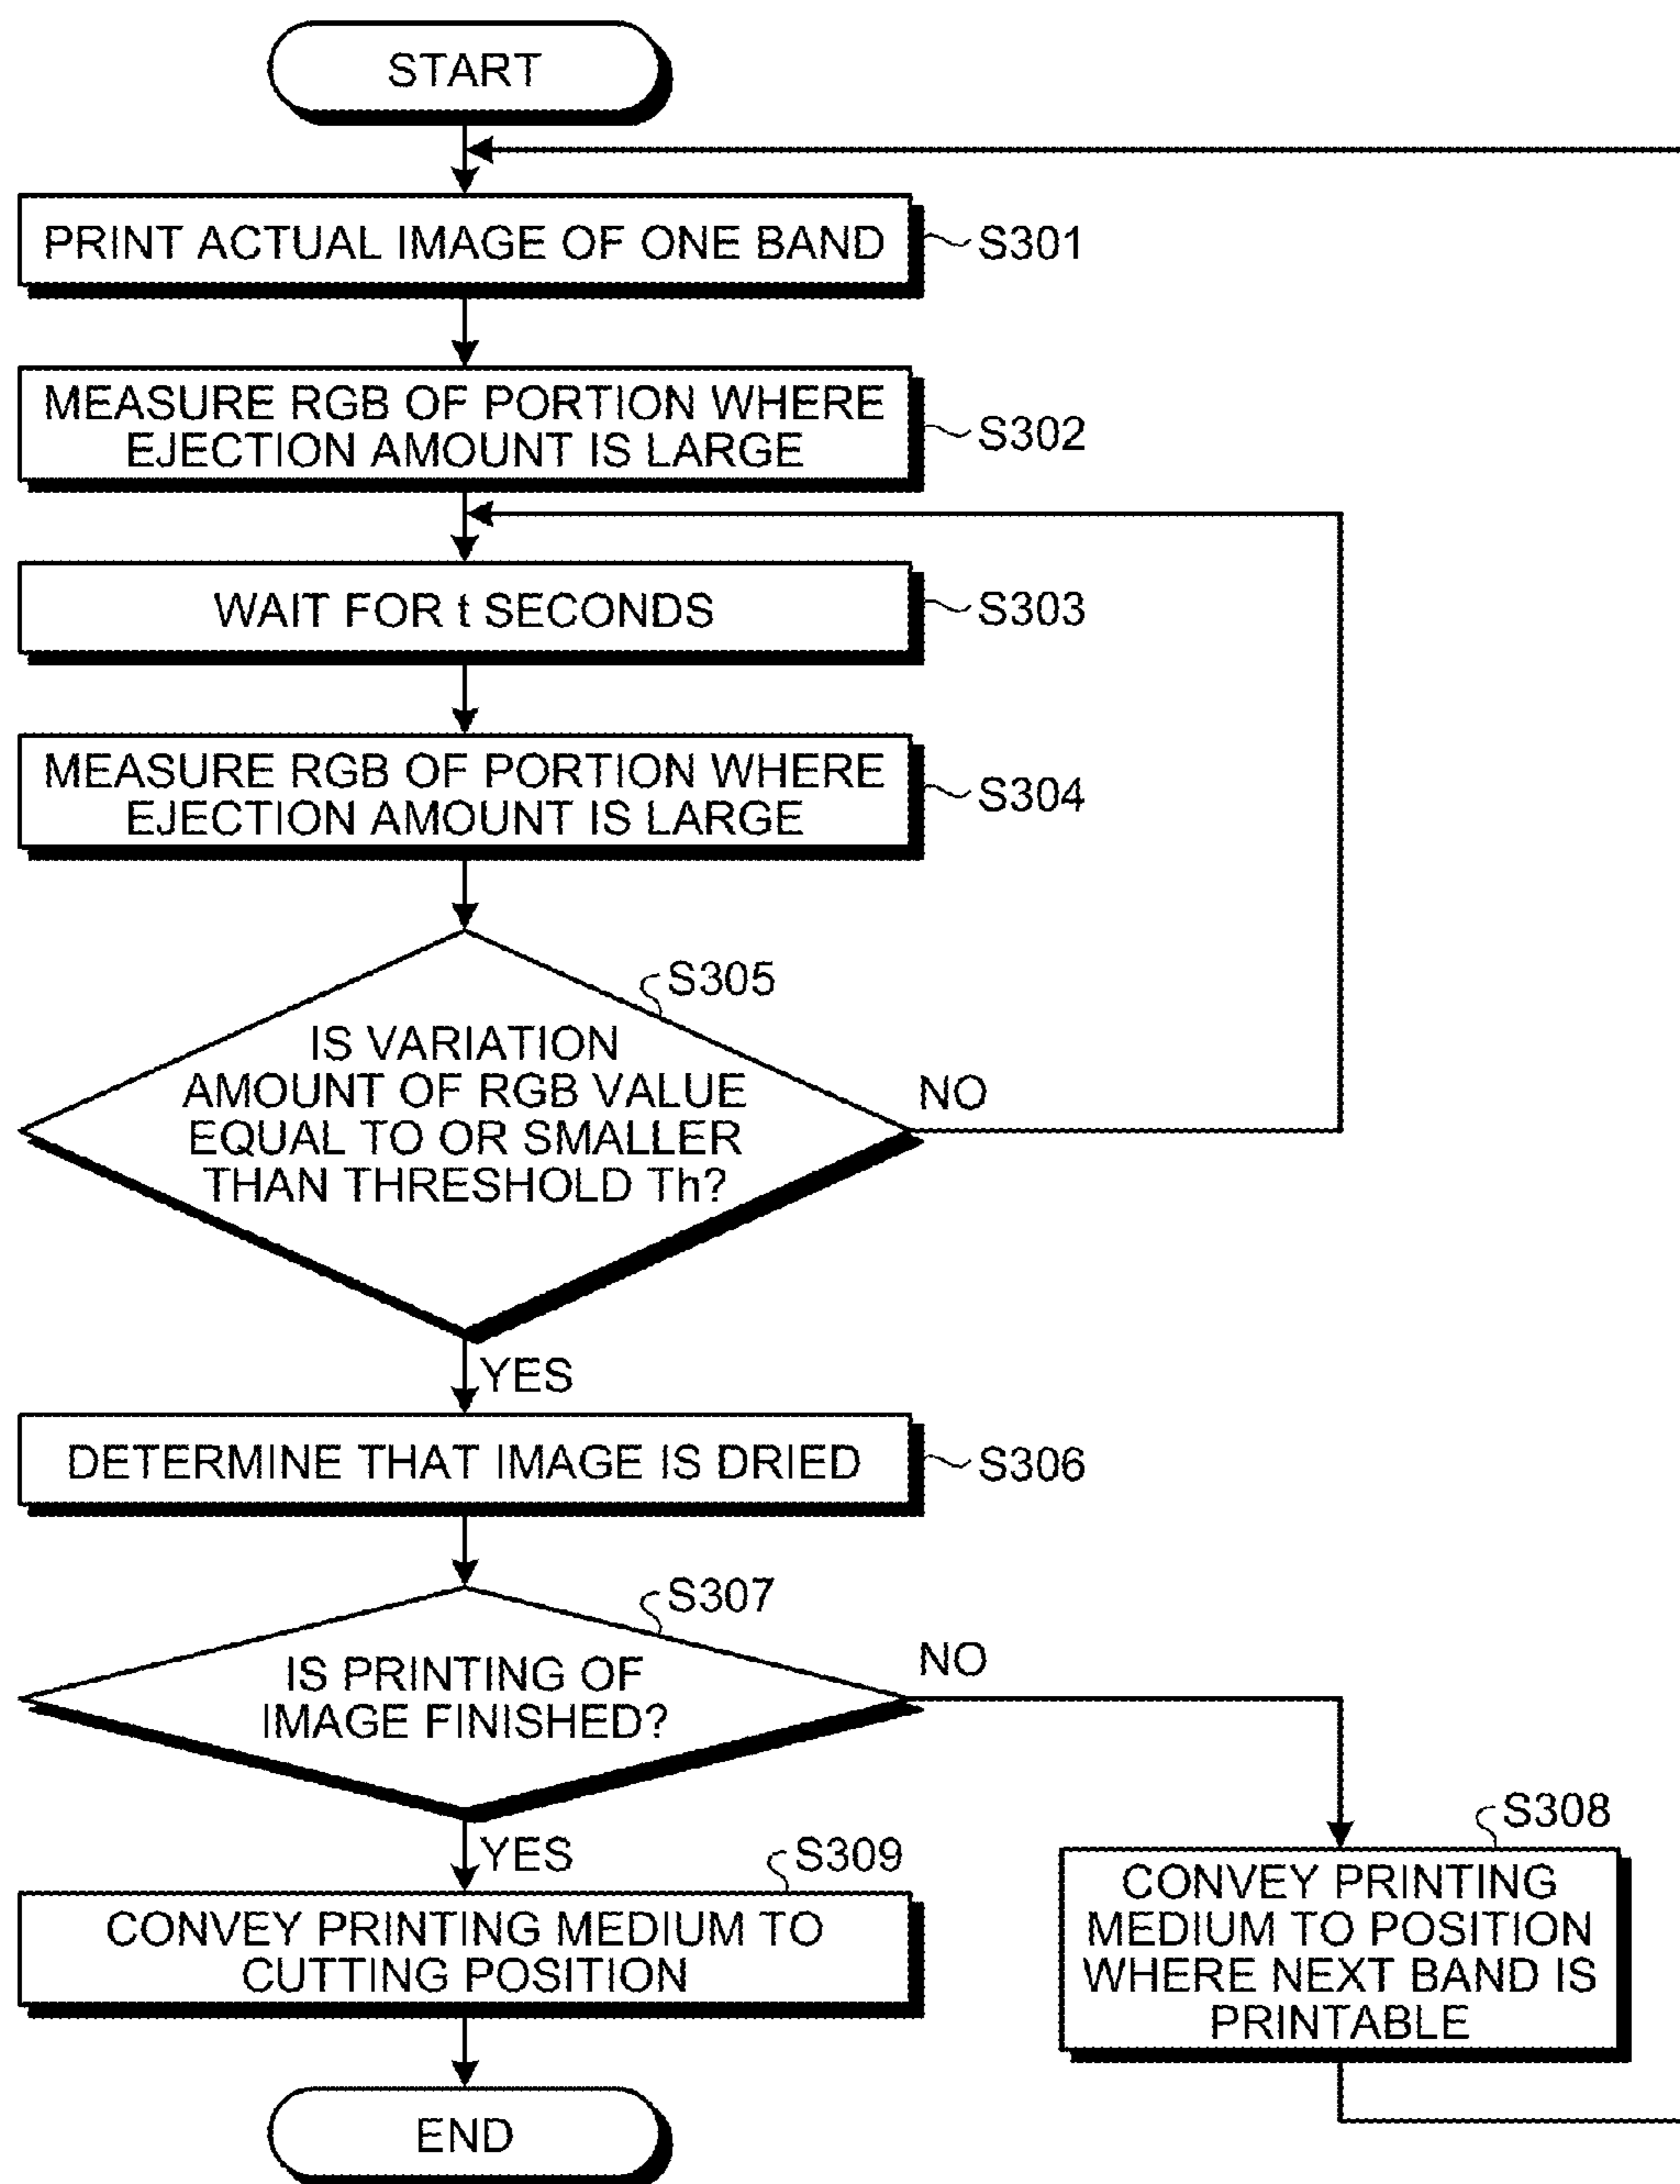 START
PRINT ACTUAL IMAGE OF ONE BAND
S301
MEASURE RGB OF PORTION WHERE
EJECTION AMOUNT IS LARGE
S302
WAIT FOR t SECONDS
S303
MEASURE RGB OF PORTION WHERE
EJECTION AMOUNT IS LARGE
S304
S305
IS VARIATION
AMOUNT OF RGB VALUE
EQUAL TO OR SMALLER
THAN THRESHOLD Th?
NO
YES
DETERMINE THAT IMAGE IS DRIED
S306
S307
IS PRINTING OF
IMAGE FINISHED?
NO
YES
S308
CONVEY PRINTING
MEDIUM TO POSITION
WHERE NEXT BAND IS
PRINTABLE
S309
CONVEY PRINTING MEDIUM TO
CUTTING POSITION
END